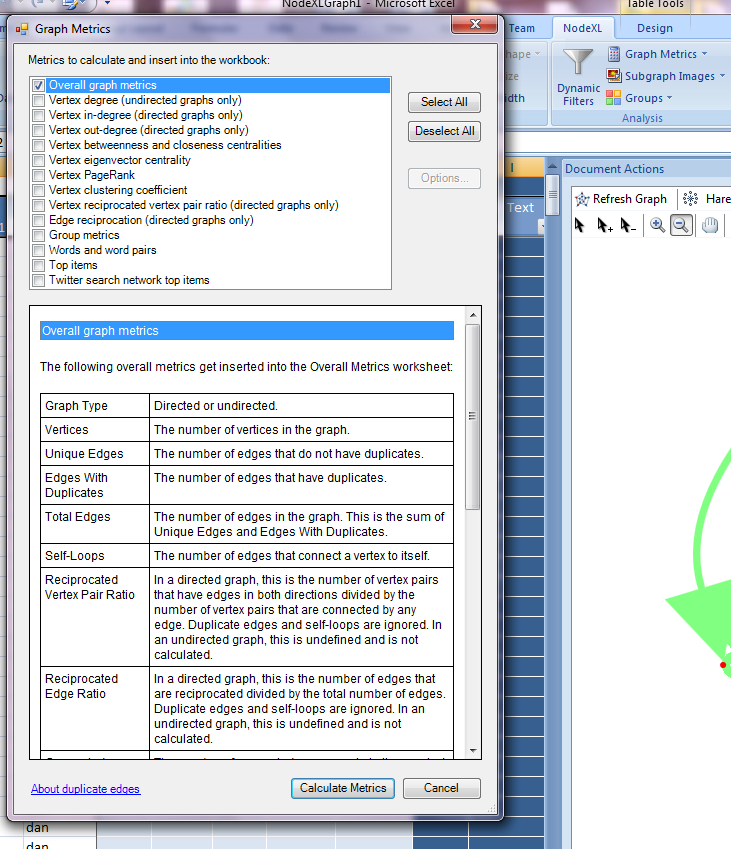 NodeXLGraph1 - Microsoft Excel
Table Tools
Graph Metrics
Team
NodeXL
Design
Metrics to calculate and insert into the workbook:
Overall graph metrics
Vertex degree (undirected graphs only)
Vertex in-degree (directed graphs only)
Vertex out-degree (directed graphs only)
Vertex betweenness and closeness centralities
Vertex eigenvector centrality
Vertex PageRank
Vertex clustering coefficient
Vertex reciprocated vertex pair ratio (directed graphs only)
Edge reciprocation (directed graphs only)
Group metrics
Words and word pairs
Top items
Twitter search network top items
Select All
Deselect All
Options...
Dynamic
Filters
Graph Metrics
Subgraph Images
Groups
Analysis
I
Text
Document Actions
Refresh Graph
Hare
Overall graph metrics
The following overall metrics get inserted into the Overall Metrics worksheet:
Graph Type
Directed or undirected.
Vertices
The number of vertices in the graph.
Unique Edges
The number of edges that do not have duplicates.
Edges With
Duplicates
The number of edges that have duplicates.
Total Edges
The number of edges in the graph. This is the sum of
Unique Edges and Edges With Duplicates.
Self-Loops
The number of edges that connect a vertex to itself.
Reciprocated
Vertex Pair Ratio
In a directed graph, this is the number of vertex pairs
that have edges in both directions divided by the
number of vertex pairs that are connected by any
edge. Duplicate edges and self-loops are ignored. In
an undirected graph, this is undefined and is not
calculated.
Reciprocated
Edge Ratio
In a directed graph, this is the number of edges that
are reciprocated divided by the total number of edges.
Duplicate edges and self-loops are ignored. In an
undirected graph, this is undefined and is not
calculated.
About duplicate edges
Calculate Metrics
Cancel
dan
dan